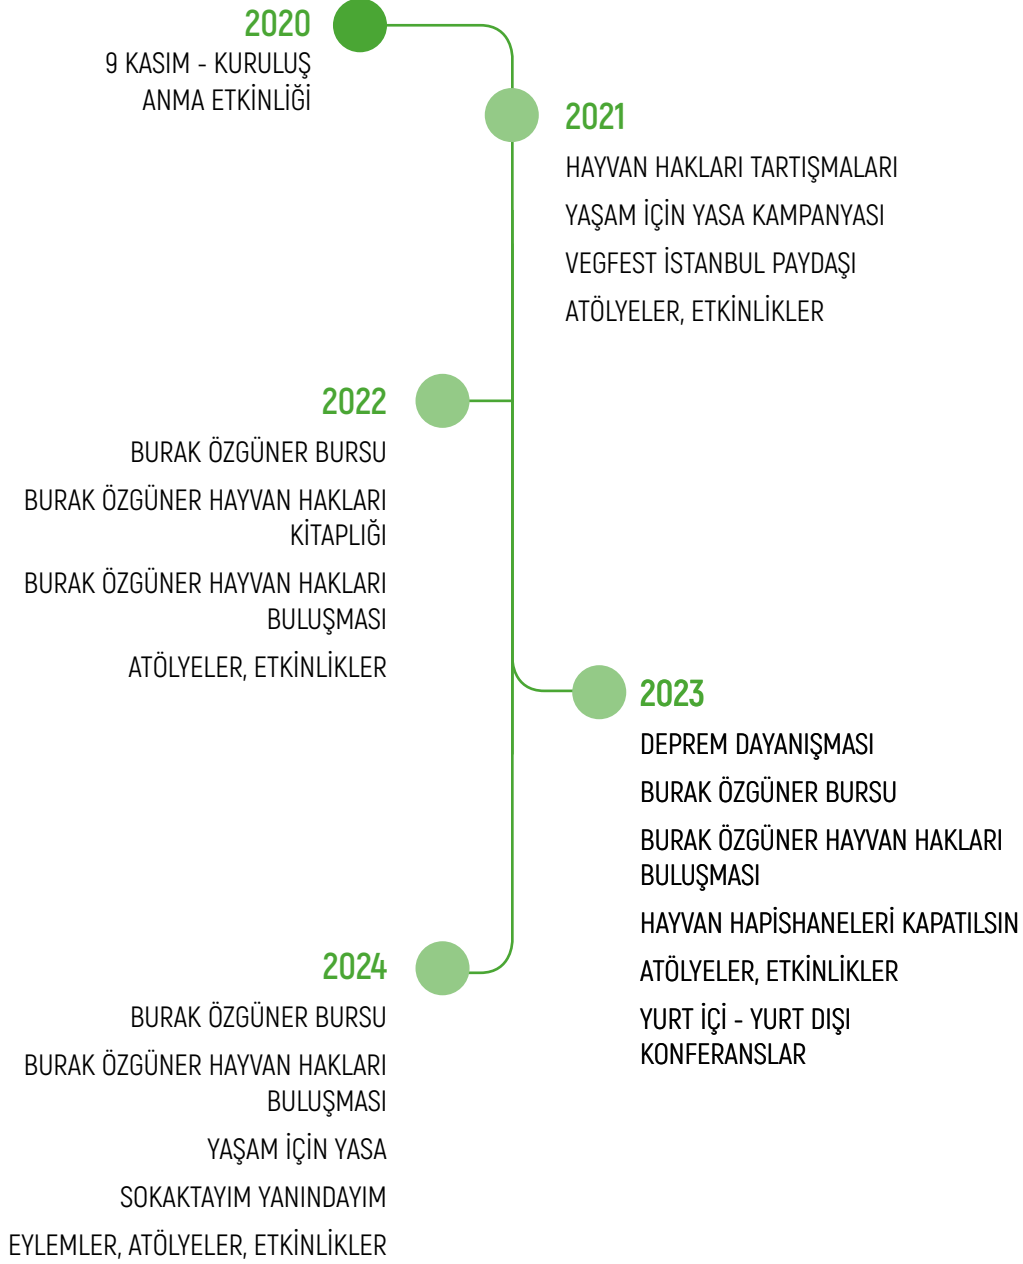 2020
9 KASIM - KURULUŞ
ANMA ETKİNLİĞİ
2021
HAYVAN HAKLARI TARTIŞMALARI
YAŞAM İÇİN YASA KAMPANYASI
VEGFEST İSTANBUL PAYDAŞI
ATÖLYELER, ETKİNLİKLER
2022
BURAK ÖZGÜNER BURSU
BURAK ÖZGÜNER HAYVAN HAKLARI
KİTAPLIĞI
BURAK ÖZGÜNER HAYVAN HAKLARI
BULUŞMASI
ATÖLYELER, ETKİNLİKLER
2023
DEPREM DAYANIŞMASI
BURAK ÖZGÜNER BURSU
BURAK ÖZGÜNER HAYVAN HAKLARI
BULUŞMASI
HAYVAN HAPİSHANELERİ KAPATILSIN
ATÖLYELER, ETKİNLİKLER
YURT İÇİ - YURT DIŞI
KONFERANSLAR
2024
BURAK ÖZGÜNER BURSU
BURAK ÖZGÜNER HAYVAN HAKLARI
BULUŞMASI
YAŞAM İÇİN YASA
SOKAKTAYIM YANINDAYIM
EYLEMLER, ATÖLYELER, ETKİNLİKLER